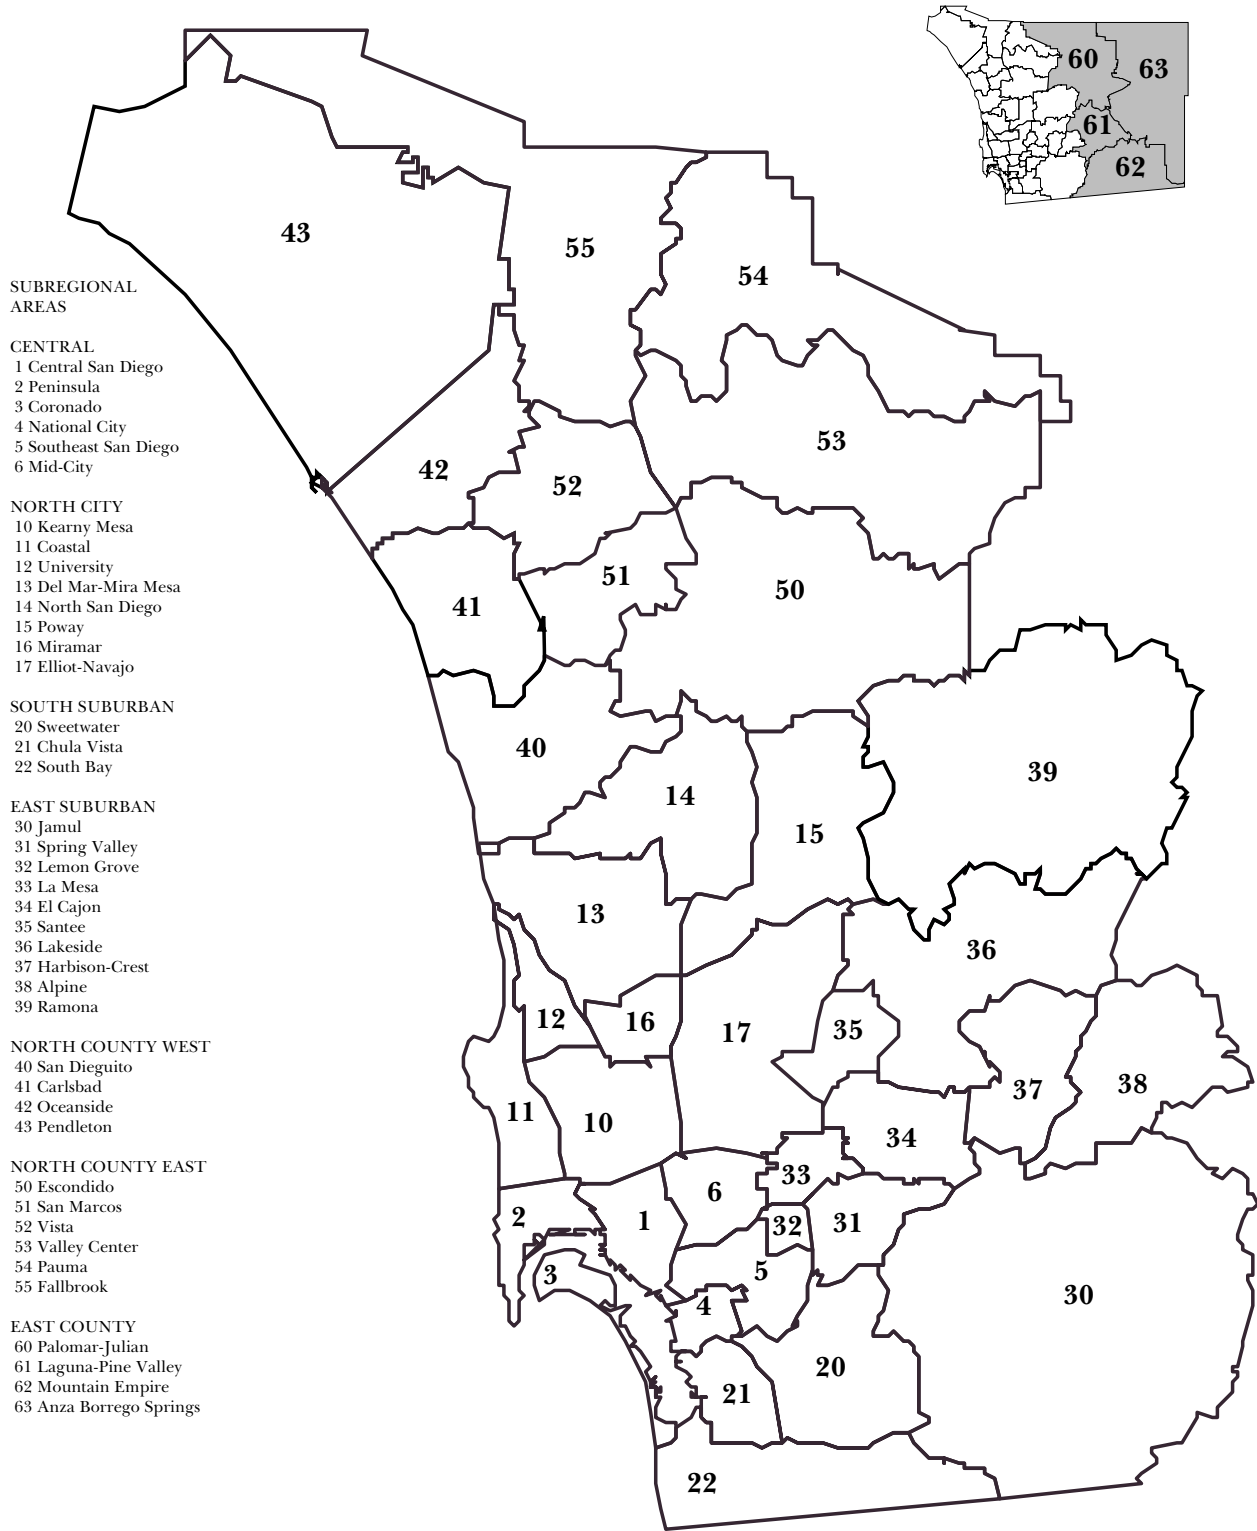 SUBREGIONAL
AREAS
CENTRAL
1 Central San Diego
2 Peninsula
3 Coronado
4 National City
5 Southeast San Diego
6 Mid-City
NORTH CITY
10 Kearny Mesa
11 Coastal
12 University
13 Del Mar-Mira Mesa
14 North San Diego
15 Poway
16 Miramar
17 Elliot-Navajo
SOUTH SUBURBAN
20 Sweetwater
21 Chula Vista
22 South Bay
EAST SUBURBAN
30 Jamul
31 Spring Valley
32 Lemon Grove
33 La Mesa
34 El Cajon
35 Santee
36 Lakeside
37 Harbison-Crest
38 Alpine
39 Ramona
NORTH COUNTY WEST
40 San Dieguito
41 Carlsbad
42 Oceanside
43 Pendleton
NORTH COUNTY EAST
50 Escondido
51 San Marcos
52 Vista
53 Valley Center
54 Pauma
55 Fallbrook
EAST COUNTY
60 Palomar-Julian
61 Laguna-Pine Valley
62 Mountain Empire
63 Anza Borrego Springs
60
63
61
62
43
55
54
53
42
52
51
50
41
40
39
14
15
13
36
12
16
17
35
37
38
11
10
34
33
6
2
1
32
31
5
3
30
4
20
21
22